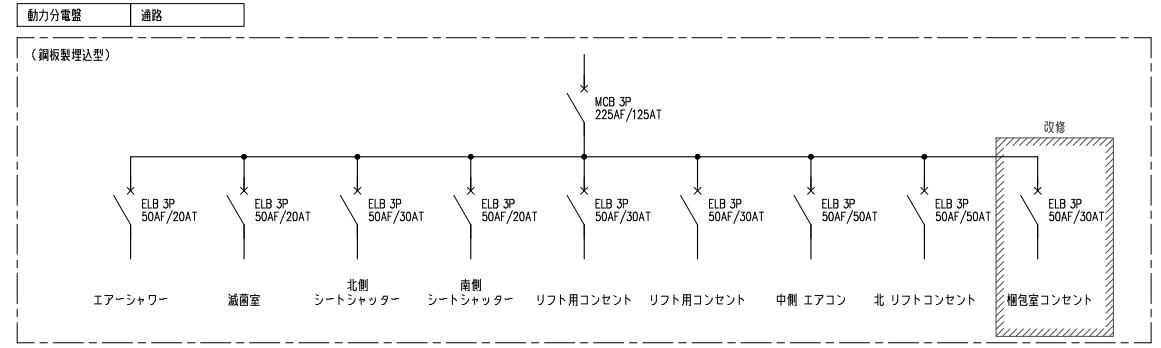 動力分電盤 通路
(鋼板製埋込型)
MCB 3P
225AF/125AT
改修
ELB 3P
50AF/20AT
ELB 3P
50AF/20AT
ELB 3P
50AF/30AT
ELB 3P
50AF/20AT
ELB 3P
50AF/30AT
ELB 3P
50AF/30AT
ELB 3P
50AF/50AT
ELB 3P
50AF/50AT
ELB 3P
50AF/30AT
エアーシャワー
滅菌室
北側
シートシャッター
南側
シートシャッター
リフト用コンセント
リフト用コンセント
中側 エアコン
北 リフトコンセント
梱包室コンセント